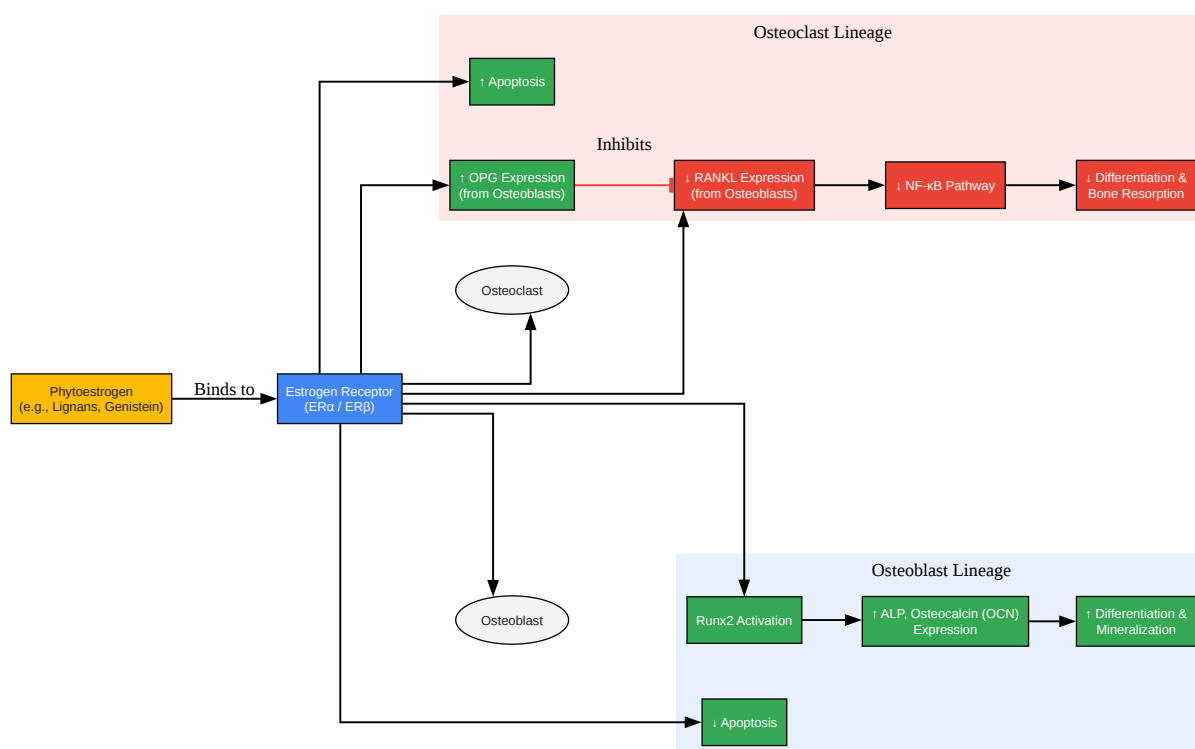 Osteoclast Lineage
↑ Apoptosis
Inhibits
↑ OPG Expression
(from Osteoblasts)
↓ RANKL Expression
(from Osteoblasts)
↓ NF-κB Pathway
↓ Differentiation &
Bone Resorption
Osteoclast
Phytoestrogen
(e.g., Lignans, Genistein)
Binds to
Estrogen Receptor
(ERα / ERβ)
Osteoblast Lineage
Osteoblast
Runx2 Activation
↑ ALP, Osteocalcin (OCN)
Expression
↑ Differentiation &
Mineralization
↓ Apoptosis